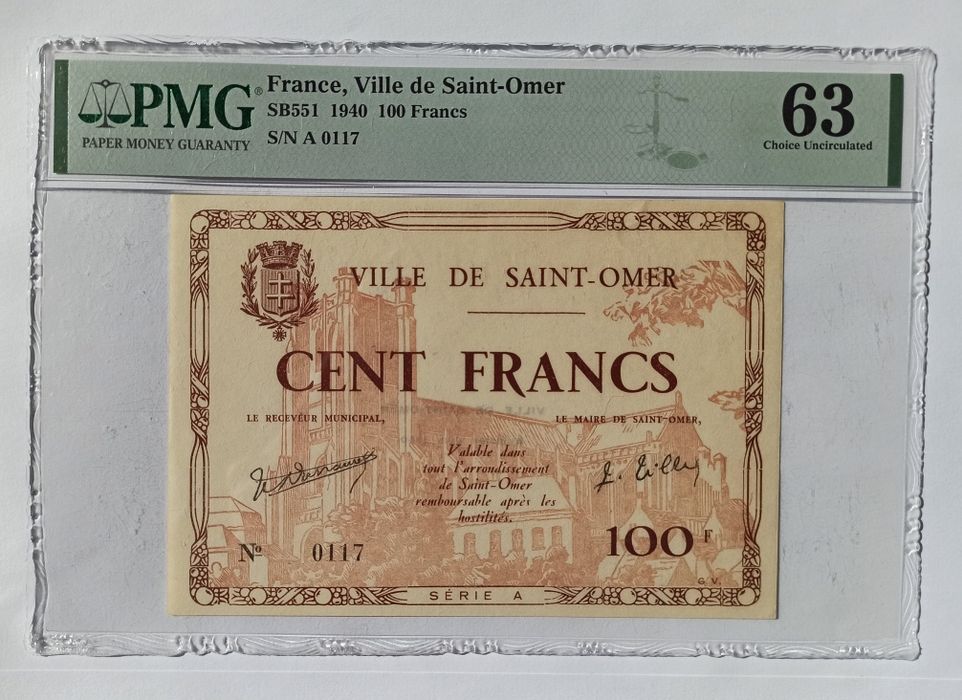 PMG®
PAPER MONEY GUARANTY
France, Ville de Saint-Omer
SB551 1940 100 Francs
S/N A 0117
63
Choice Uncirculated
VILLE DE SAINT-OMER
CENT FRANCS
LE RECEVEUR MUNICIPAL,
LE MAIRE DE SAINT-OMER,
Valable dans
tout l'arrondissement
de Saint-Omer
remboursable après les
hostilités.
Nº 0117
100 F
G.V.
SÉRIE A